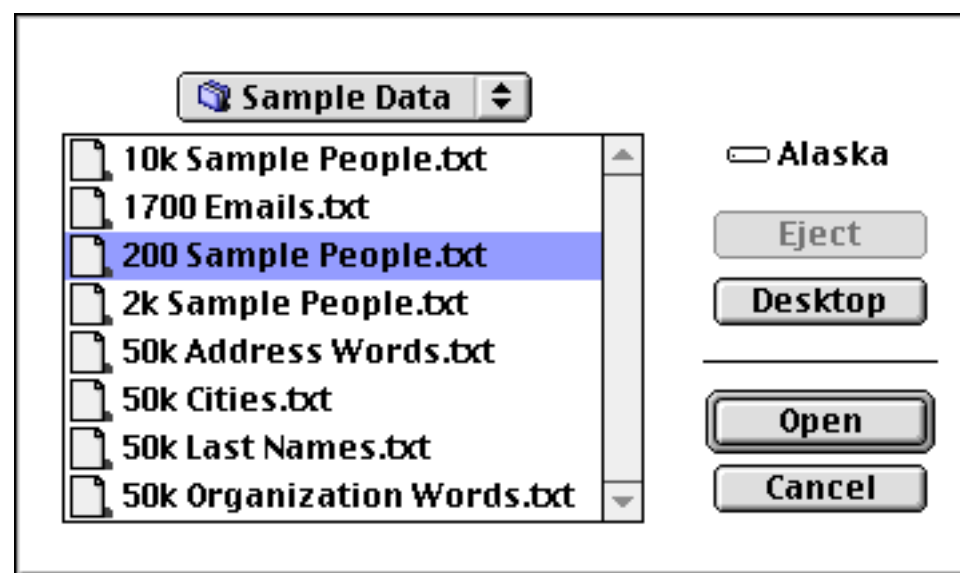 Sample Data
10k Sample People.txt
1700 Emails.txt
200 Sample People.txt
2k Sample People.txt
50k Address Words.txt
50k Cities.txt
50k Last Names.txt
50k Organization Words.txt
Alaska
Eject
Desktop
Open
Cancel